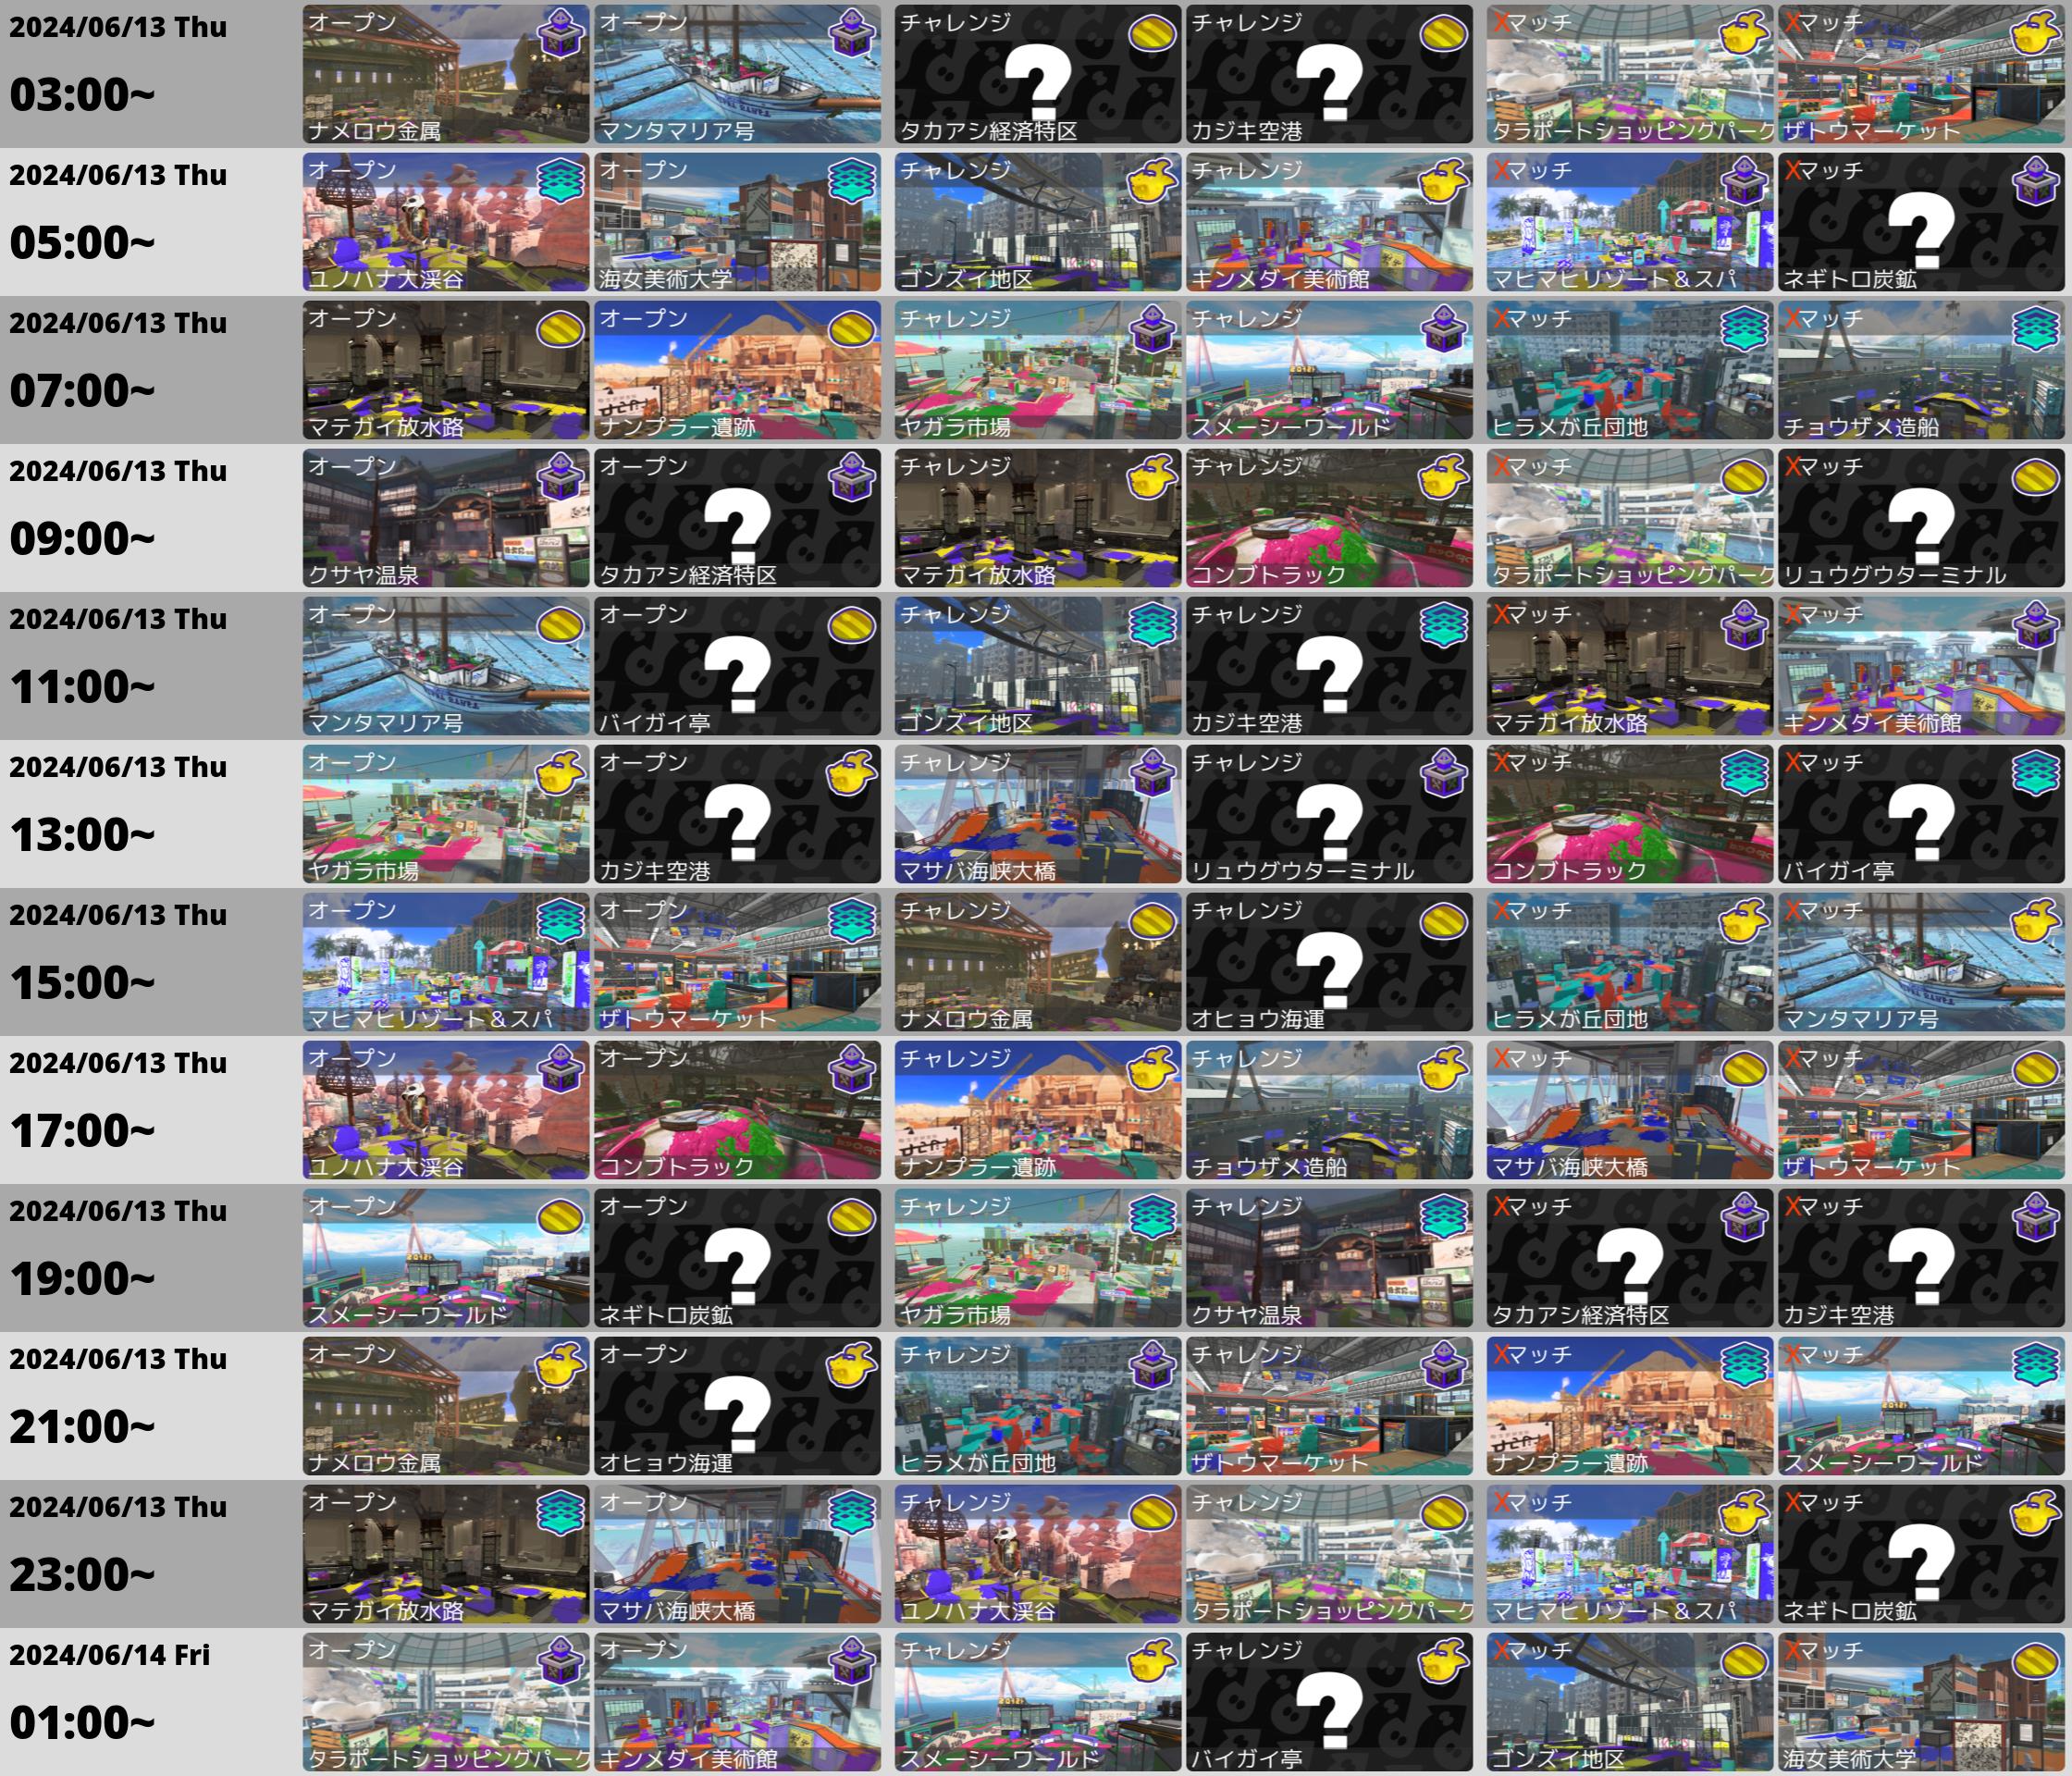 2024/06/13 Thu
03:00~
オープン オープン チャレンジ チャレンジ Xマッチ Xマッチ
ナメロウ金属 マンタマリア号 タカアシ経済特区 カジキ空港 タラポートショッピングパーク ザトウマーケット
2024/06/13 Thu
05:00~
オープン オープン チャレンジ チャレンジ Xマッチ Xマッチ
ユノハナ大渓谷 海女美術大学 ゴンズイ地区 キンメダイ美術館 マヒマヒリゾート＆スパ ネギトロ炭鉱
2024/06/13 Thu
07:00~
オープン オープン チャレンジ チャレンジ Xマッチ Xマッチ
マテガイ放水路 ナンプラー遺跡 ヤガラ市場 スメーシーワールド ヒラメが丘団地 チョウザメ造船
2024/06/13 Thu
09:00~
オープン オープン チャレンジ チャレンジ Xマッチ Xマッチ
クサヤ温泉 タカアシ経済特区 マテガイ放水路 コンブトラック タラポートショッピングパーク リュウグウターミナル
2024/06/13 Thu
11:00~
オープン オープン チャレンジ チャレンジ Xマッチ Xマッチ
マンタマリア号 バイガイ亭 ゴンズイ地区 カジキ空港 マテガイ放水路 キンメダイ美術館
2024/06/13 Thu
13:00~
オープン オープン チャレンジ チャレンジ Xマッチ Xマッチ
ヤガラ市場 カジキ空港 マサバ海峡大橋 リュウグウターミナル コンブトラック バイガイ亭
2024/06/13 Thu
15:00~
オープン オープン チャレンジ チャレンジ Xマッチ Xマッチ
マヒマヒリゾート＆スパ ザトウマーケット ナメロウ金属 オヒョウ海運 ヒラメが丘団地 マンタマリア号
2024/06/13 Thu
17:00~
オープン オープン チャレンジ チャレンジ Xマッチ Xマッチ
ユノハナ大渓谷 コンブトラック ナンプラー遺跡 チョウザメ造船 マサバ海峡大橋 ザトウマーケット
2024/06/13 Thu
19:00~
オープン オープン チャレンジ チャレンジ Xマッチ Xマッチ
スメーシーワールド ネギトロ炭鉱 ヤガラ市場 クサヤ温泉 タカアシ経済特区 カジキ空港
2024/06/13 Thu
21:00~
オープン オープン チャレンジ チャレンジ Xマッチ Xマッチ
ナメロウ金属 オヒョウ海運 ヒラメが丘団地 ザトウマーケット ナンプラー遺跡 スメーシーワールド
2024/06/13 Thu
23:00~
オープン オープン チャレンジ チャレンジ Xマッチ Xマッチ
マテガイ放水路 マサバ海峡大橋 ユノハナ大渓谷 タラポートショッピングパーク マヒマヒリゾート＆スパ ネギトロ炭鉱
2024/06/14 Fri
01:00~
オープン オープン チャレンジ チャレンジ Xマッチ Xマッチ
タラポートショッピングパーク キンメダイ美術館 スメーシーワールド バイガイ亭 ゴンズイ地区 海女美術大学